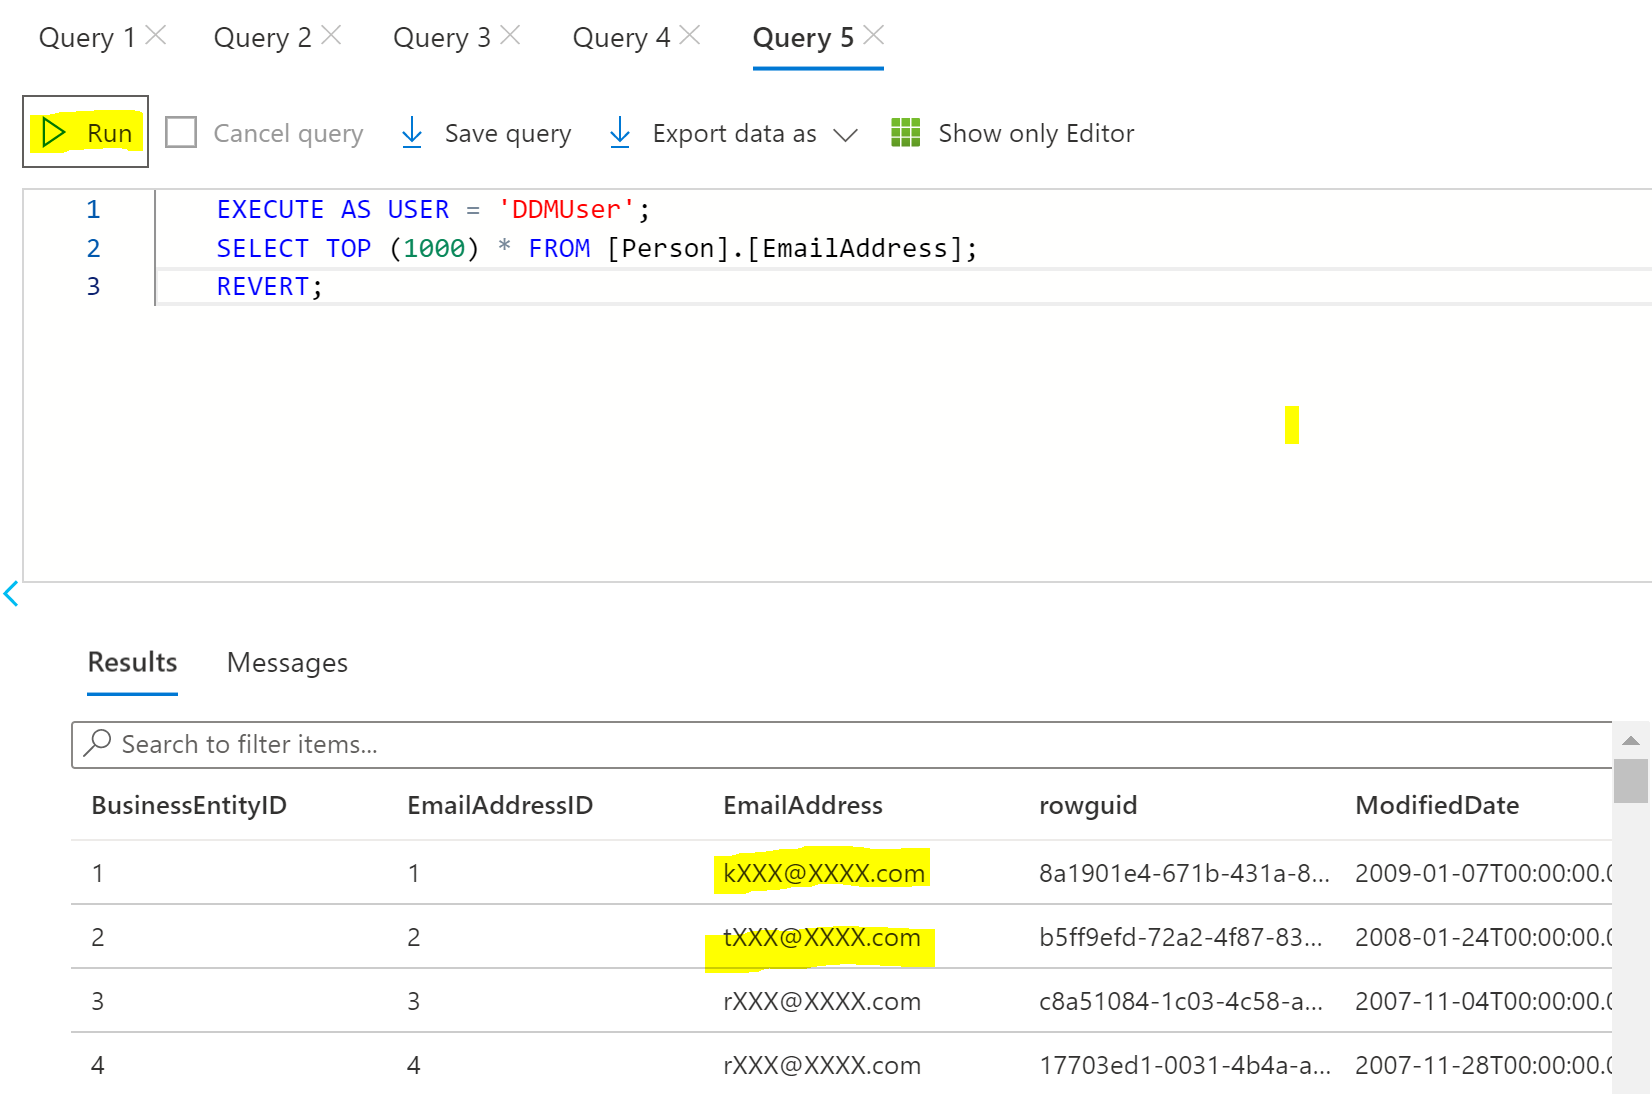 Query 1 Query 2 Query 3 Query 4 Query 5
Run Cancel query Save query Export data as Show only Editor
1 EXECUTE AS USER = 'DDMUser';
2 SELECT TOP (1000) * FROM [Person].[EmailAddress];
3 REVERT;
Results Messages
Search to filter items...
BusinessEntityID EmailAddressID EmailAddress rowguid ModifiedDate
1 1 kXXX@XXXX.com 8a1901e4-671b-431a-8... 2009-01-07T00:00:00.0
2 2 tXXX@XXXX.com b5ff9efd-72a2-4f87-83... 2008-01-24T00:00:00.0
3 3 rXXX@XXXX.com c8a51084-1c03-4c58-a... 2007-11-04T00:00:00.0
4 4 rXXX@XXXX.com 17703ed1-0031-4b4a-a... 2007-11-28T00:00:00.0